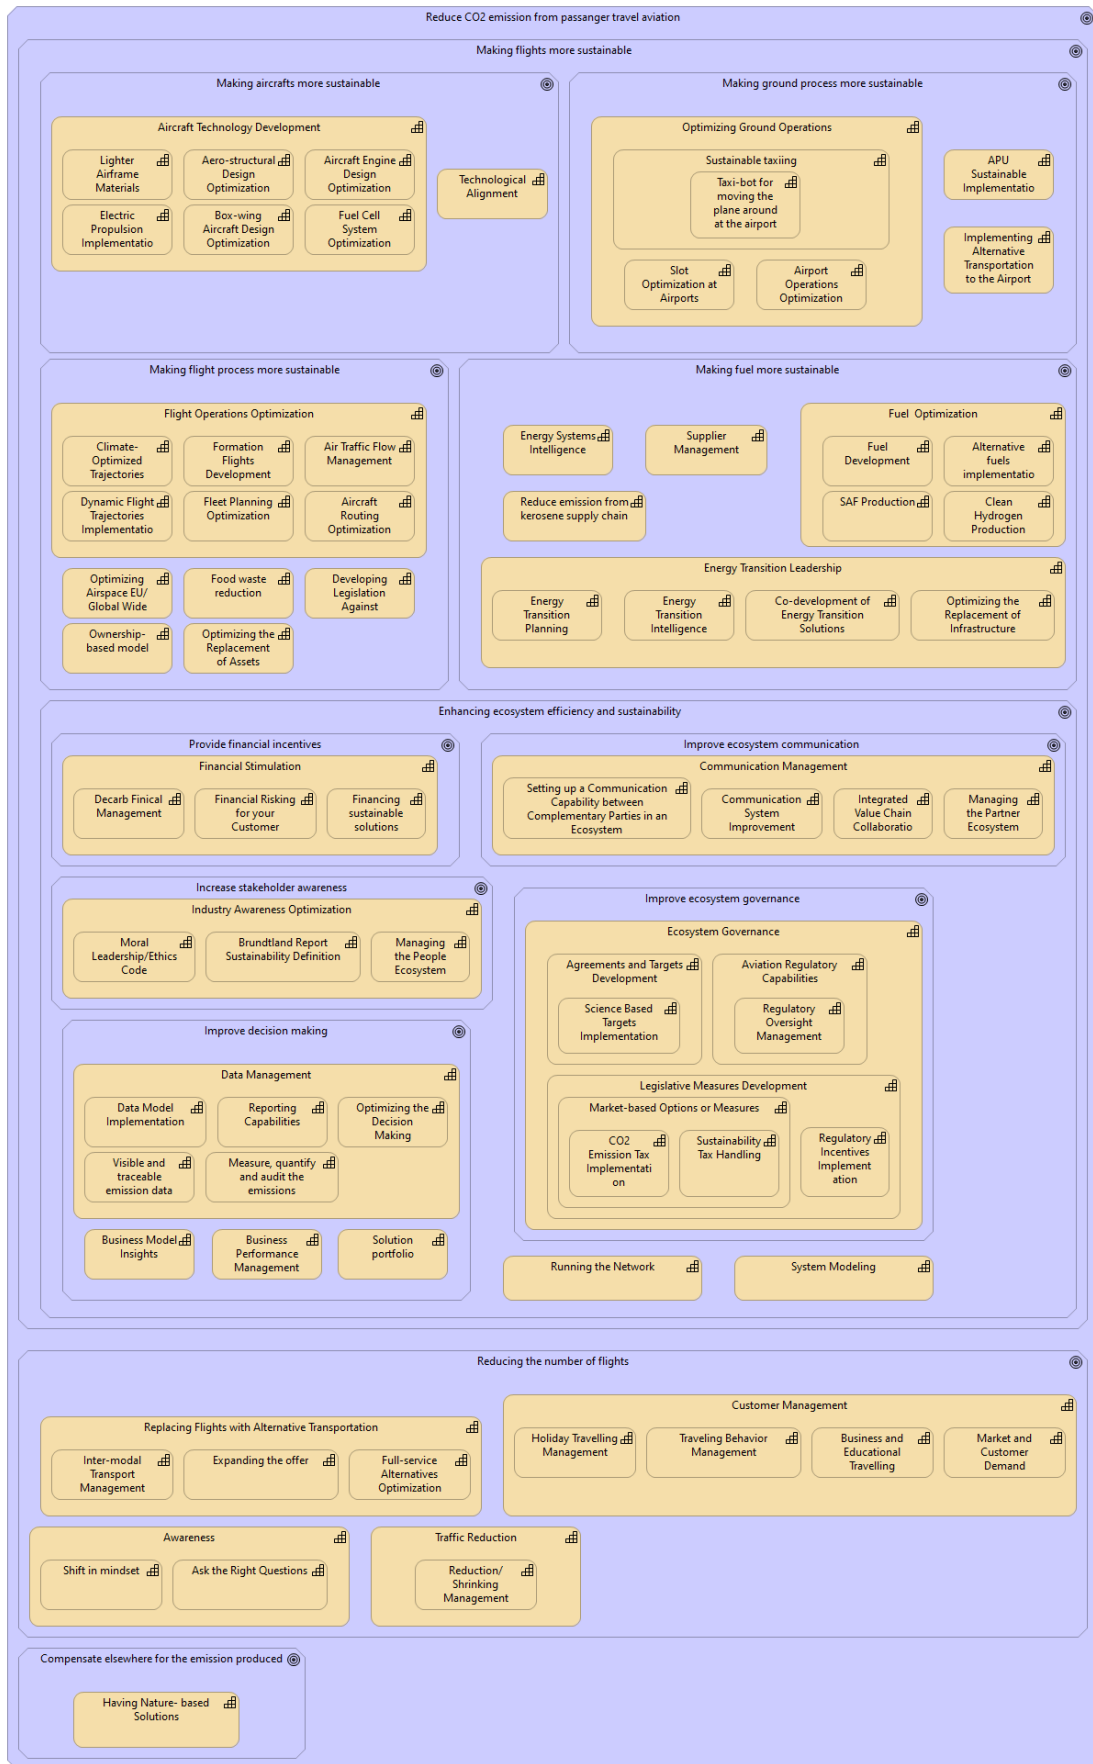 Reduce CO2 emission from passanger travel aviation
Making flights more sustainable
Making aircrafts more sustainable
Aircraft Technology Development
Lighter
Airframe
Materials
Aero-structural
Design
Optimization
Aircraft Engine
Design
Optimization
Electric
Propulsion
Implementatio
Box-wing
Aircraft Design
Optimization
Fuel Cell
System
Optimization
Technological
Alignment
Making ground process more sustainable
Optimizing Ground Operations
Sustainable taxiing
Taxi-bot for
moving the
plane around
at the airport
Slot
Optimization at
Airports
Airport
Operations
Optimization
APU
Sustainable
Implementatio
Implementing
Alternative
Transportation
to the Airport
Making flight process more sustainable
Flight Operations Optimization
Climate-
Optimized
Trajectories
Formation
Flights
Development
Air Traffic Flow
Management
Dynamic Flight
Trajectories
Implementatio
Fleet Planning
Optimization
Aircraft
Routing
Optimization
Optimizing
Airspace EU/
Global Wide
Food waste
reduction
Developing
Legislation
Against
Ownership-
based model
Optimizing the
Replacement
of Assets
Making fuel more sustainable
Energy Systems
Intelligence
Supplier
Management
Reduce emission from
kerosene supply chain
Fuel  Optimization
Fuel
Development
Alternative
fuels
implementatio
SAF Production
Clean
Hydrogen
Production
Energy Transition Leadership
Energy
Transition
Planning
Energy
Transition
Intelligence
Co-development of
Energy Transition
Solutions
Optimizing the
Replacement of
Infrastructure
Enhancing ecosystem efficiency and sustainability
Provide financial incentives
Financial Stimulation
Decarb Finical
Management
Financial Risking
for your
Customer
Financing
sustainable
solutions
Improve ecosystem communication
Communication Management
Setting up a Communication
Capability between
Complementary Parties in an
Ecosystem
Communication
System
Improvement
Integrated
Value Chain
Collaboratio
Managing
the Partner
Ecosystem
Increase stakeholder awareness
Industry Awareness Optimization
Moral
Leadership/Ethics
Code
Brundtland Report
Sustainability Definition
Managing
the People
Ecosystem
Improve ecosystem governance
Ecosystem Governance
Agreements and Targets
Development
Science Based
Targets
Implementation
Aviation Regulatory
Capabilities
Regulatory
Oversight
Management
Legislative Measures Development
Market-based Options or Measures
CO2
Emission Tax
Implementati
on
Sustainability
Tax Handling
Regulatory
Incentives
Implement
ation
Improve decision making
Data Management
Data Model
Implementation
Reporting
Capabilities
Optimizing the
Decision
Making
Visible and
traceable
emission data
Measure, quantify
and audit the
emissions
Business Model
Insights
Business
Performance
Management
Solution
portfolio
Running the Network
System Modeling
Reducing the number of flights
Replacing Flights with Alternative Transportation
Inter-modal
Transport
Management
Expanding the offer
Full-service
Alternatives
Optimization
Customer Management
Holiday Travelling
Management
Traveling Behavior
Management
Business and
Educational
Travelling
Market and
Customer
Demand
Awareness
Shift in mindset
Ask the Right Questions
Traffic Reduction
Reduction/
Shrinking
Management
Compensate elsewhere for the emission produced
Having Nature- based
Solutions